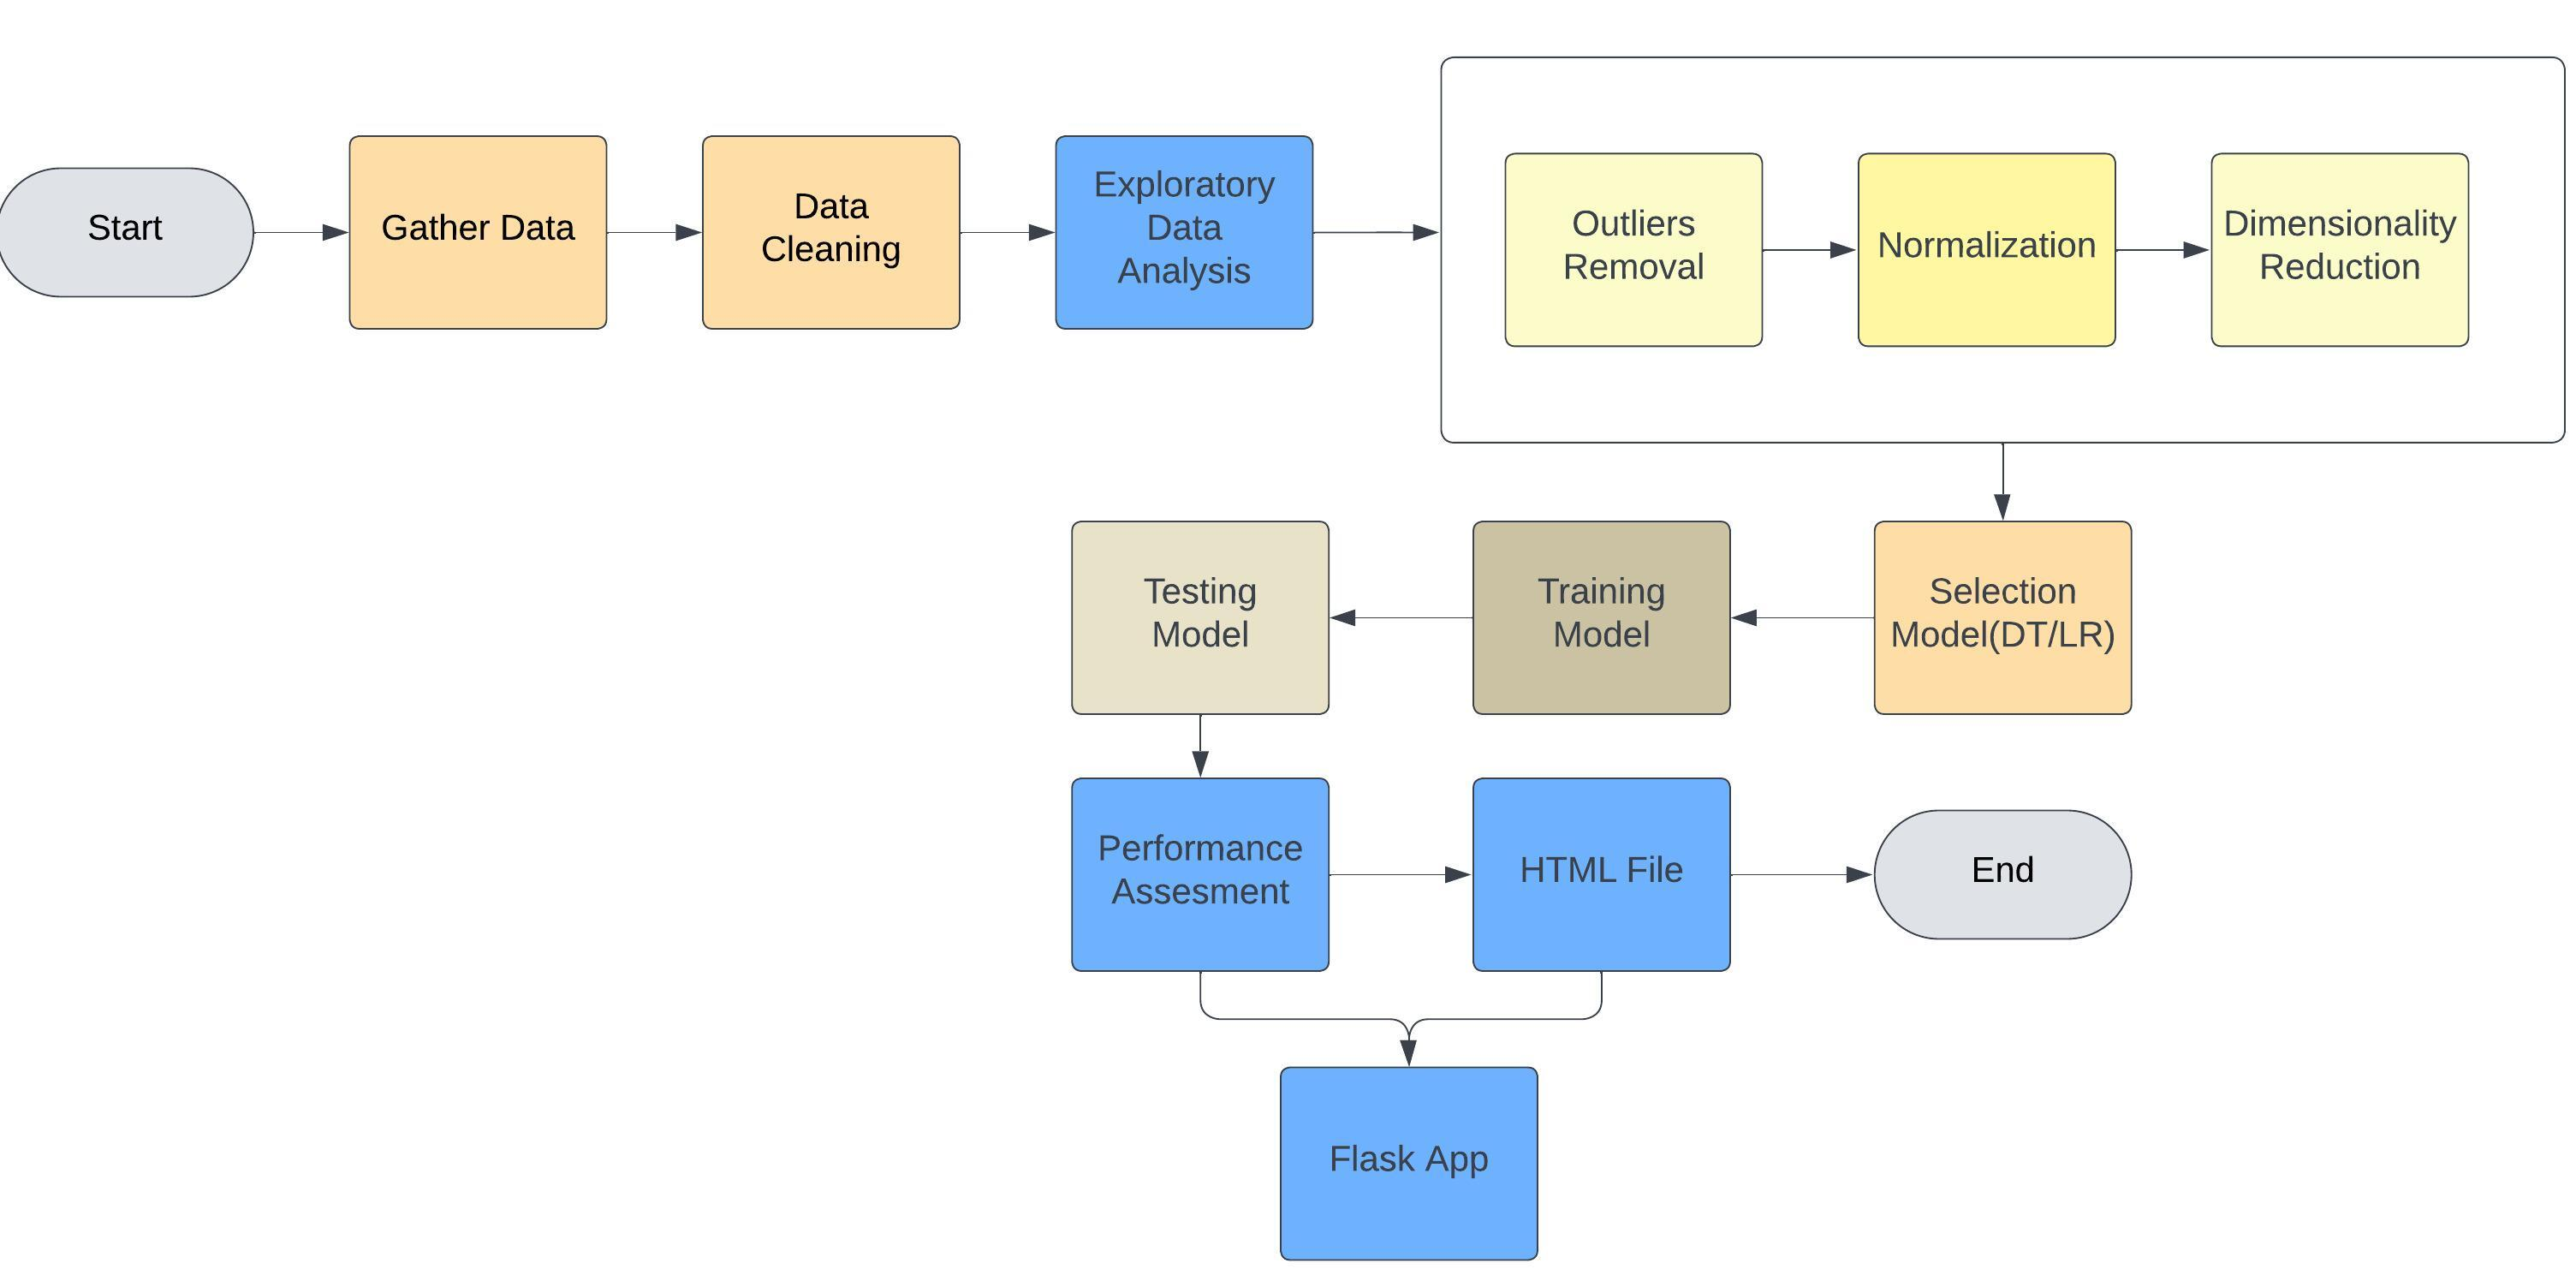 Start
Gather Data
Data
Cleaning
Exploratory
Data
Analysis
Outliers
Removal
Normalization
Dimensionality
Reduction
Selection
Model(DT/LR)
Training
Model
Testing
Model
Performance
Assesment
HTML File
End
Flask App